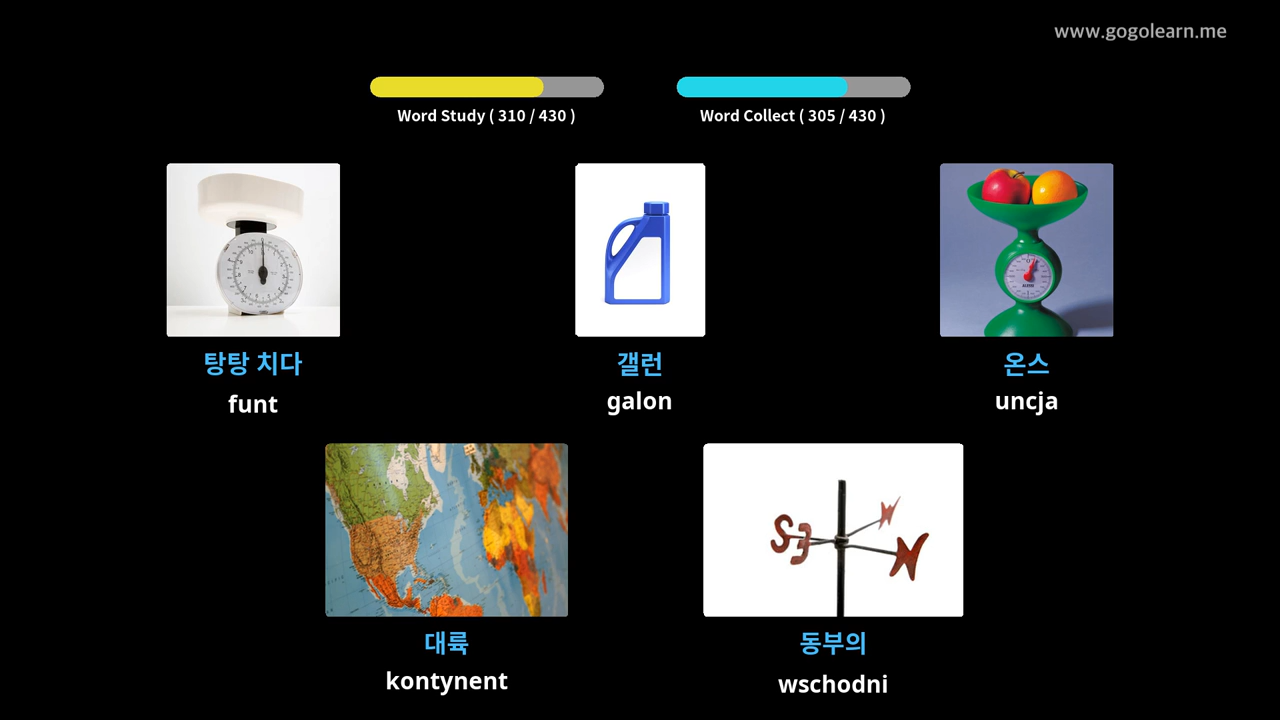 www.gogolearn.me
Word Study ( 310 / 430 )
Word Collect ( 305 / 430 )
탕탕 치다
funt
갤런
galon
온스
uncja
대륙
kontynent
동부의
wschodni